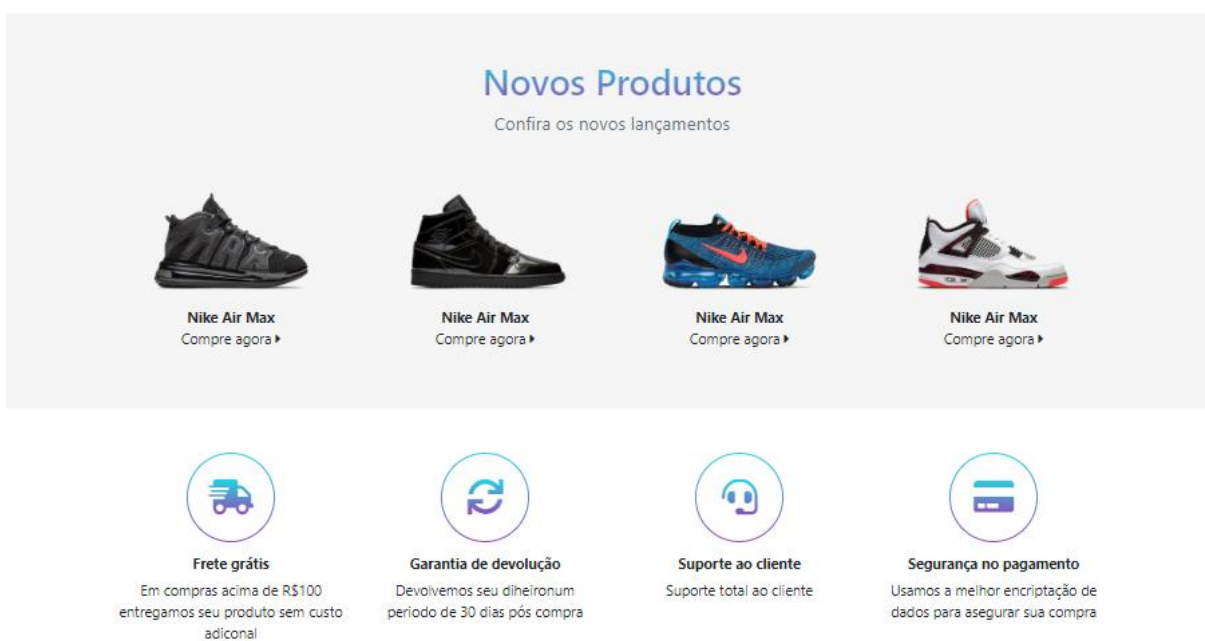 Novos Produtos
Confira os novos lançamentos
Nike Air Max
Compre agora
Nike Air Max
Compre agora
Nike Air Max
Compre agora
Nike Air Max
Compre agora
Frete grátis
Em compras acima de R$100
entregamos seu produto sem custo
adiconal
Garantia de devolução
Devolvemos seu diheironum
periodo de 30 dias pós compra
Suporte ao cliente
Suporte total ao cliente
Segurança no pagamento
Usamos a melhor encriptação de
dados para asegurar sua compra